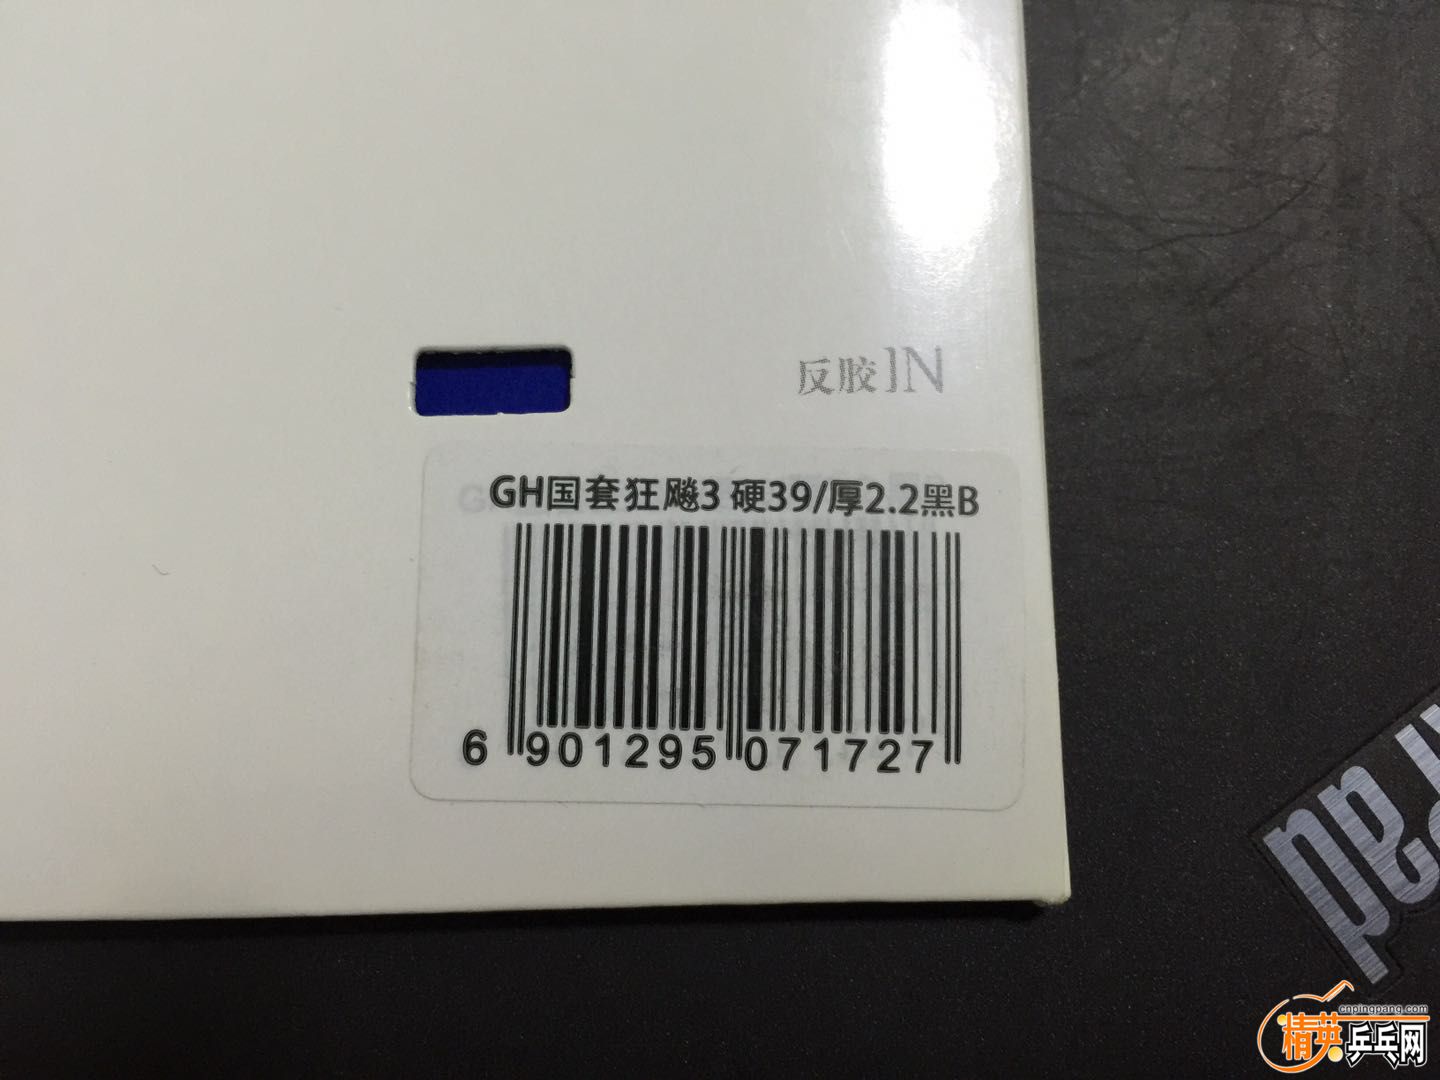 反胶IN
GH国套狂飚3 硬39/厚2.2黑B
6 901295 071727
Pad
cnpingpang.com
精英乒乓网